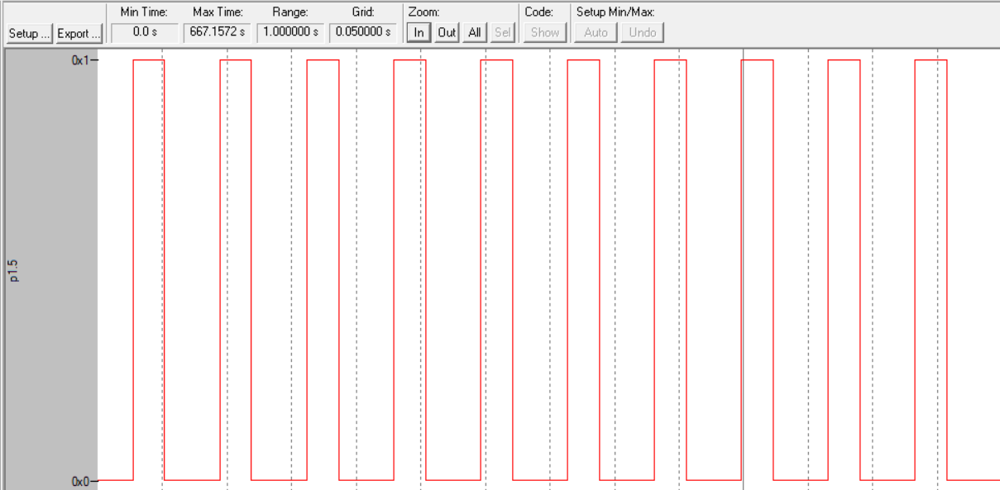 Min Time: Max Time: Range: Grid: Zoom: Code: Setup Min/Max:
Setup ... Export ... 0.0 s 667.1572 s 1.000000 s 0.050000 s In Out All Sel Show Auto Undo
0x1
p1.5
0x0